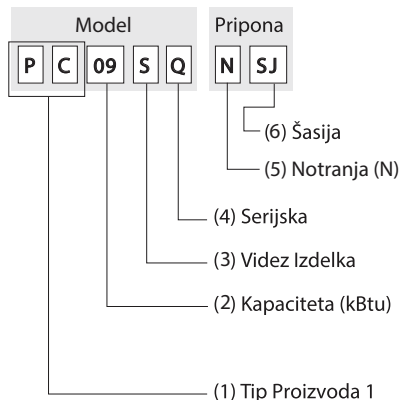 Model Pripona
P C 09 S Q N SJ
(6) Šasija
(5) Notranja (N)
(4) Serijska
(3) Videz Izdelka
(2) Kapaciteta (kBtu)
(1) Tip Proizvoda 1